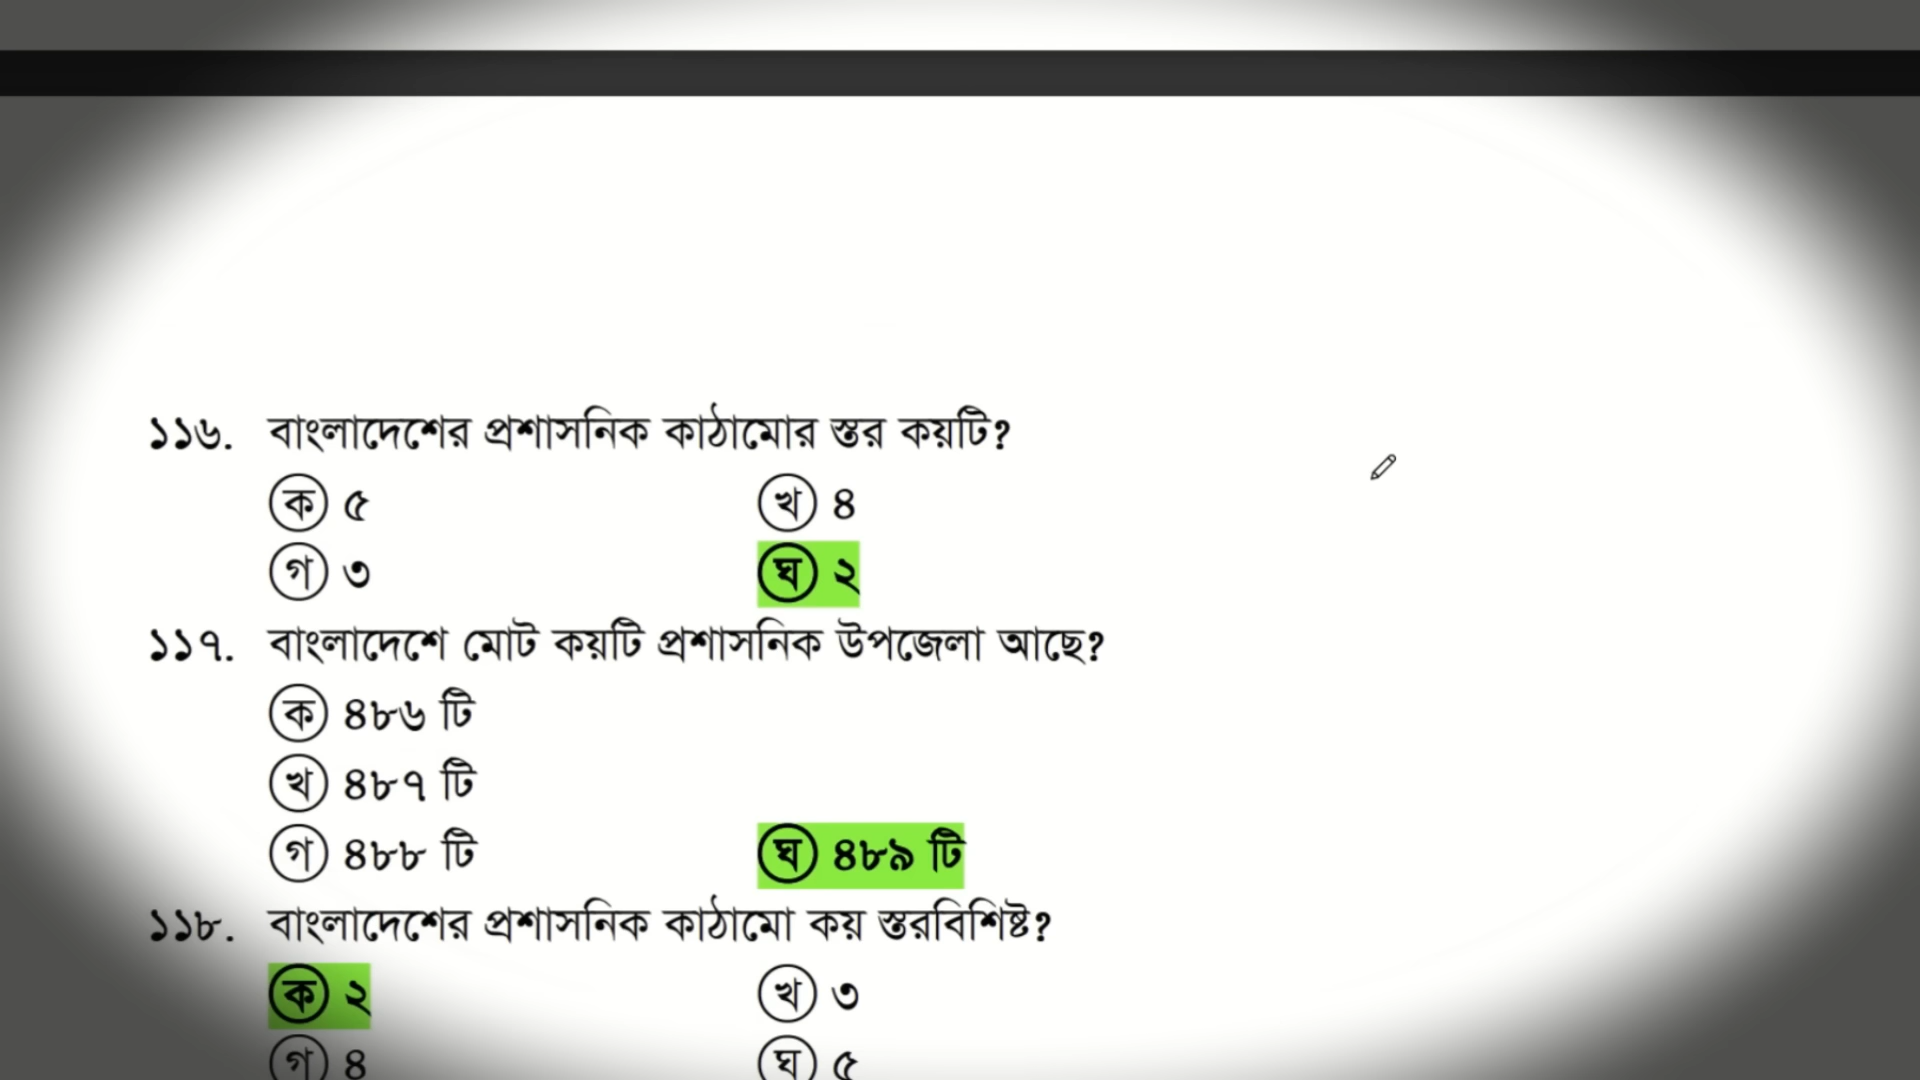 ১১৬. বাংলাদেশের প্রশাসনিক কাঠামোর স্তর কয়টি?
ক ৫ খ ৪
গ ৩ ঘ ২
১১৭. বাংলাদেশে মোট কয়টি প্রশাসনিক উপজেলা আছে?
ক ৪৮৬ টি
খ ৪৮৭ টি
গ ৪৮৮ টি ঘ ৪৮৯ টি
১১৮. বাংলাদেশের প্রশাসনিক কাঠামো কয় স্তরবিশিষ্ট?
ক ২ খ ৩
গ ৪ ঘ ৫